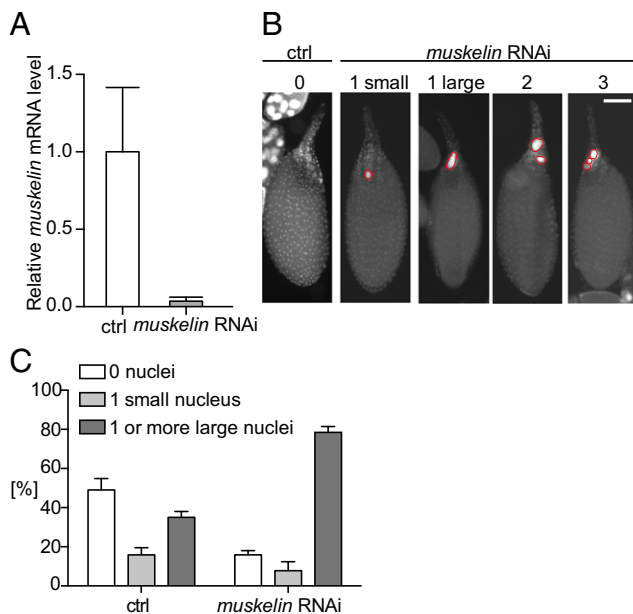 A
Relative muskelin mRNA level
1.5
1.0
0.5
0.0
ctrl
muskelin RNAi
B
ctrl
muskelin RNAi
0
1 small
1 large
2
3
C
0 nuclei
1 small nucleus
1 or more large nuclei
[%]
100
80
60
40
20
0
ctrl
muskelin RNAi